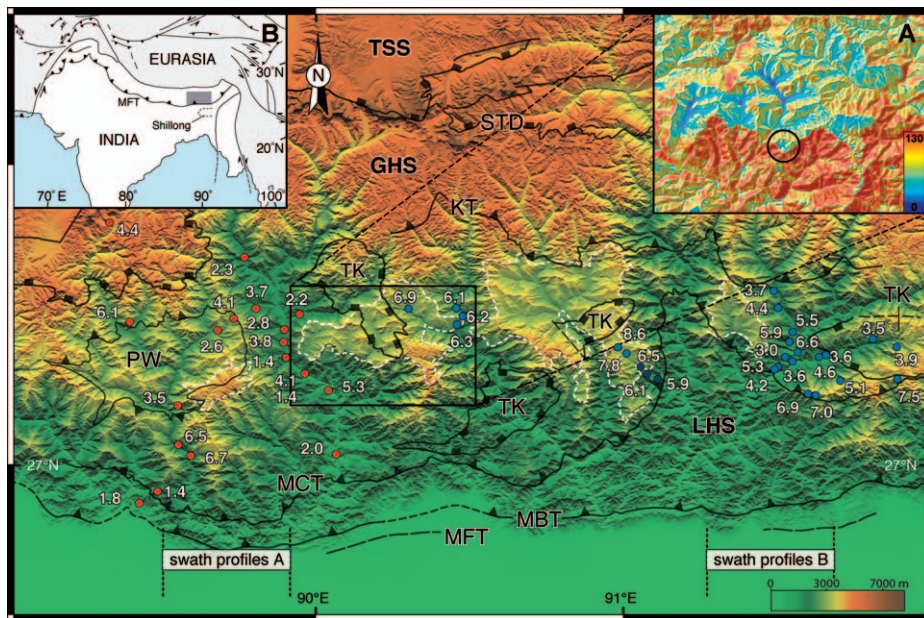 B
EURASIA
30°N
MFT
Shillong
INDIA
20°N
70°E
80
90
100
N
TSS
STD
GHS
KT
A
130
0
4.4
2.3
6.1
4.1
3.7
2.2
2.8
2.6
3.8
1.4
PW
3.5
4.1
1.4
5.3
6.5
6.7
2.0
1.8
1.4
TK
6.9
6.1
6.2
6.3
TK
8.6
7.8
6.5
6.1
5.9
TK
3.7
4.4
TK
5.5
5.9
6.6
3.5
3.0
3.6
3.9
5.3
4.6
4.2
3.6
5.1
7.5
6.9
7.0
LHS
27°N
27°N
MCT
MBT
MFT
swath profiles A
swath profiles B
0
3000
7000 m
90°E
91°E